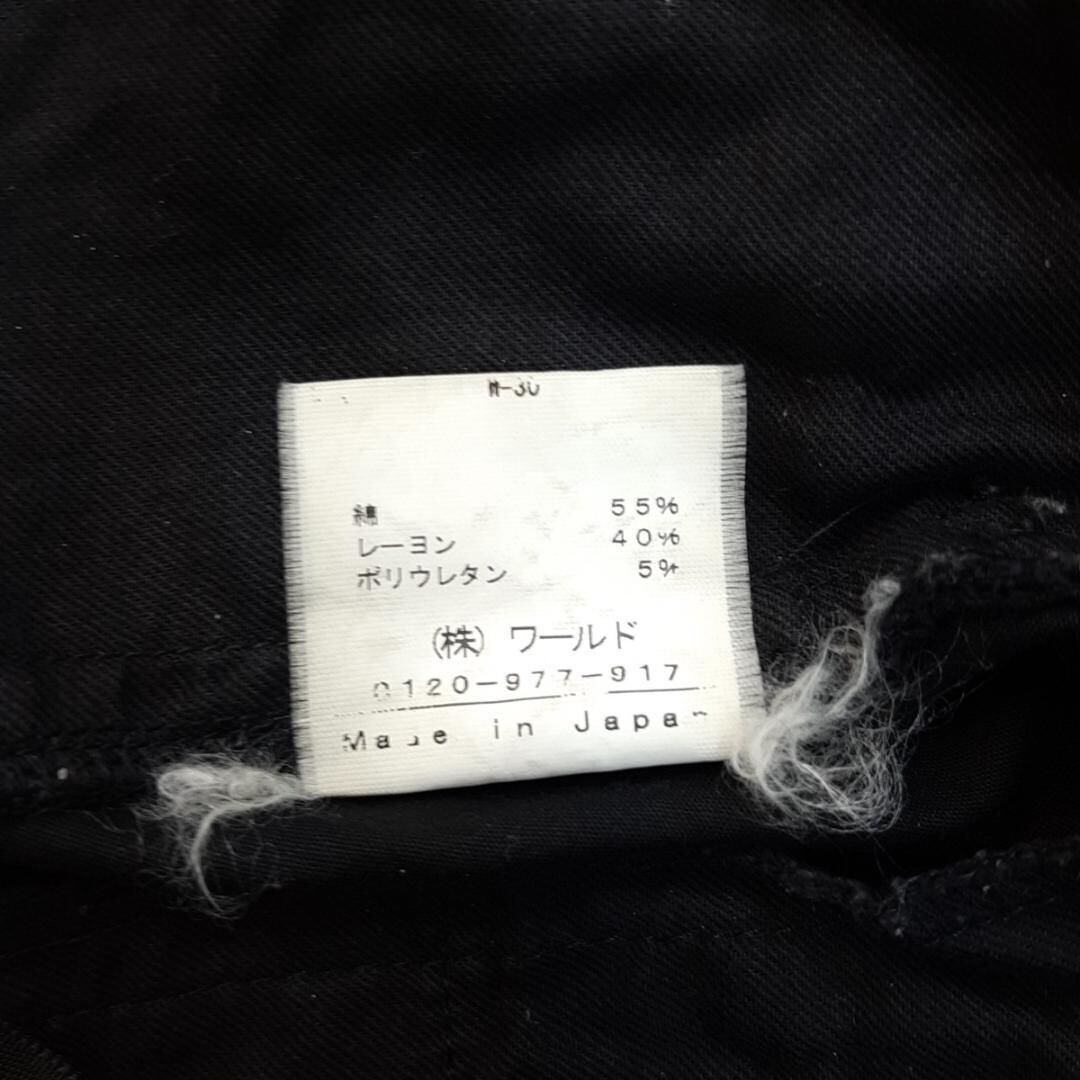 M-30
綿 55%
レーヨン 40%
ポリウレタン 5%
(株) ワールド
0120-977-917
Made in Japan